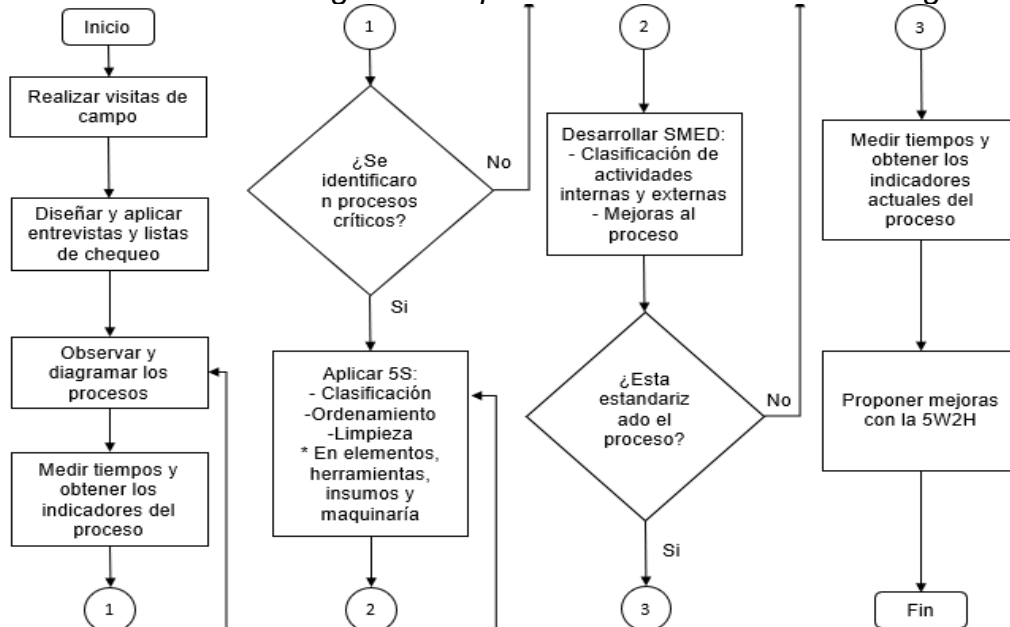 Inicio
Realizar visitas de
campo
Diseñar y aplicar
entrevistas y listas
de chequeo
Observar y
diagramar los
procesos
Medir tiempos y
obtener los
indicadores del
proceso
1
1
¿Se
identificaro
n procesos
críticos?
No
Si
Aplicar 5S:
- Clasificación
-Ordenamiento
-Limpieza
* En elementos,
herramientas,
insumos y
maquinaría
2
2
Desarrollar SMED:
- Clasificación de
actividades
internas y externas
- Mejoras al
proceso
¿Esta
estandariz
ado el
proceso?
No
Si
3
3
Medir tiempos y
obtener los
indicadores
actuales del
proceso
Proponer mejoras
con la 5W2H
Fin